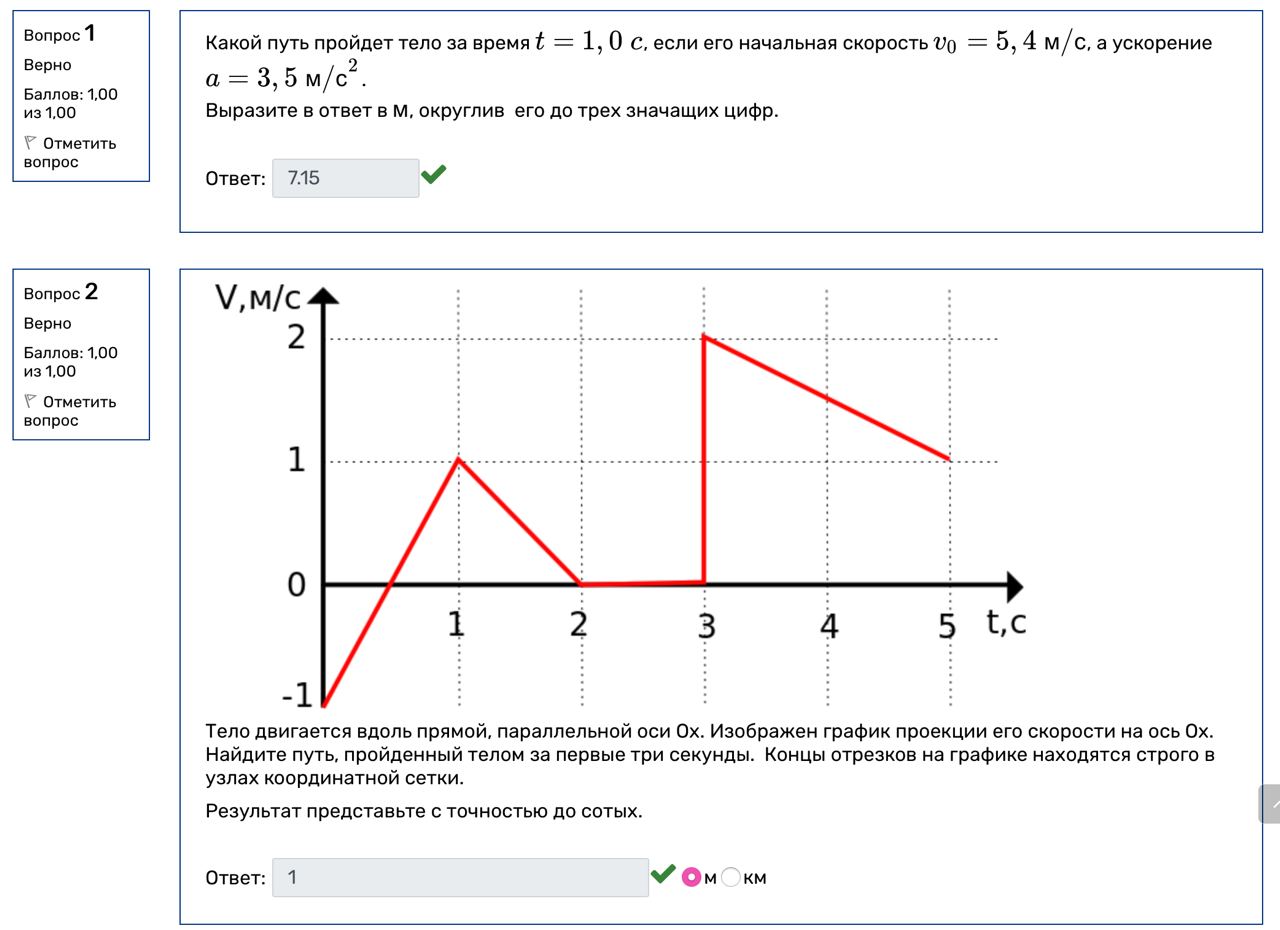 Вопрос 1
Верно
Баллов: 1,00
из 1,00
Отметить
вопрос
Какой путь пройдет тело за время t = 1,0 с, если его начальная скорость v₀ = 5,4 м/с, а ускорение
a = 3,5 м/с².
Выразите в ответ в м, округлив его до трех значащих цифр.
Ответ: 7.15
Вопрос 2
Верно
Баллов: 1,00
из 1,00
Отметить
вопрос
V,м/с
2
1
0
-1
1 2 3 4 5 t,с
Тело двигается вдоль прямой, параллельной оси Ox. Изображен график проекции его скорости на ось Ox.
Найдите путь, пройденный телом за первые три секунды. Концы отрезков на графике находятся строго в
узлах координатной сетки.
Результат представьте с точностью до сотых.
Ответ: 1 м км